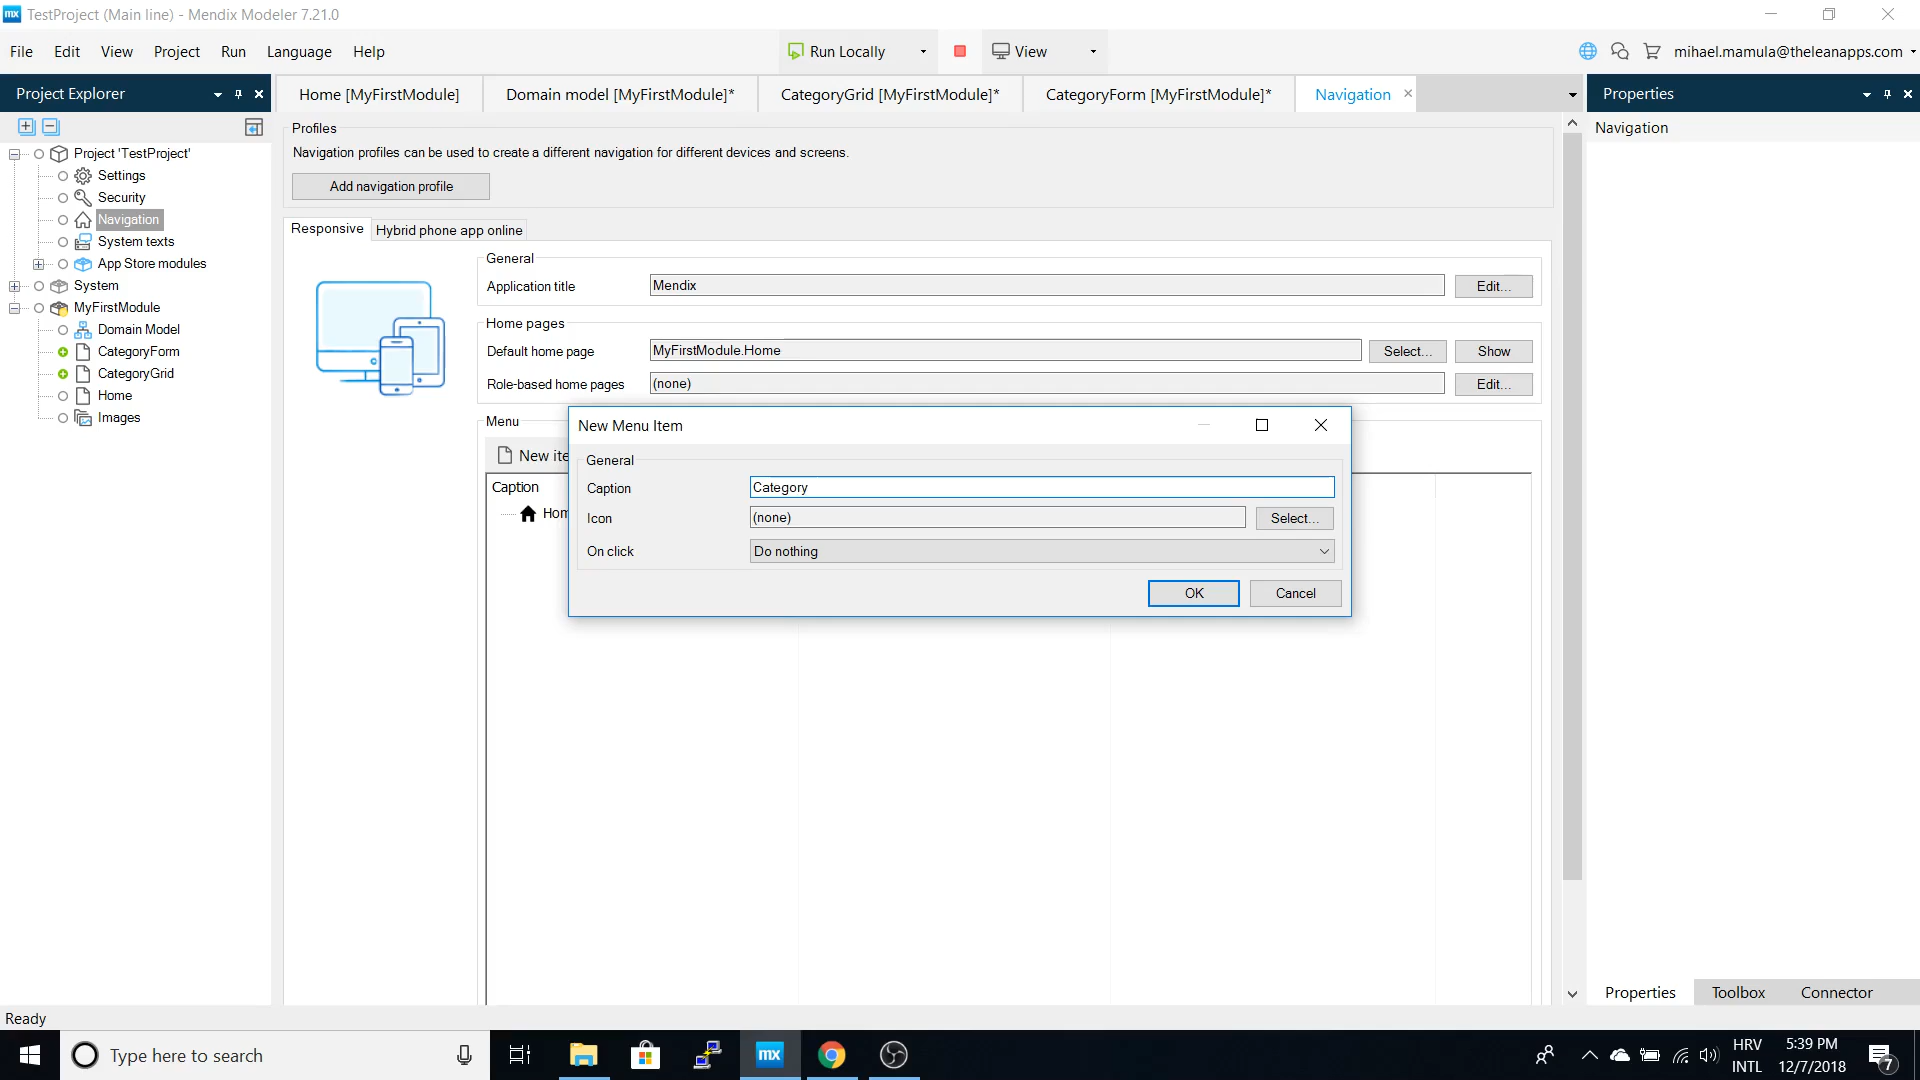 mx TestProject (Main line) - Mendix Modeler 7.21.0
File Edit View Project Run Language Help
Run Locally
View
mihael.mamula@theleanapps.com
Project Explorer
Home [MyFirstModule]
Domain model [MyFirstModule]*
CategoryGrid [MyFirstModule]*
CategoryForm [MyFirstModule]*
Navigation
Properties
Navigation
Project 'TestProject'
Settings
Security
Navigation
System texts
App Store modules
System
MyFirstModule
Domain Model
CategoryForm
CategoryGrid
Home
Images
Profiles
Navigation profiles can be used to create a different navigation for different devices and screens.
Add navigation profile
Responsive
Hybrid phone app online
General
Application title
Mendix
Edit...
Home pages
Default home page
MyFirstModule.Home
Select...
Show
Role-based home pages
(none)
Edit...
Menu
New ite
Caption
Hom
New Menu Item
General
Caption
Category
Icon
(none)
Select...
On click
Do nothing
OK
Cancel
Properties
Toolbox
Connector
Ready
Type here to search
mx
HRV
INTL
5:39 PM
12/7/2018
7